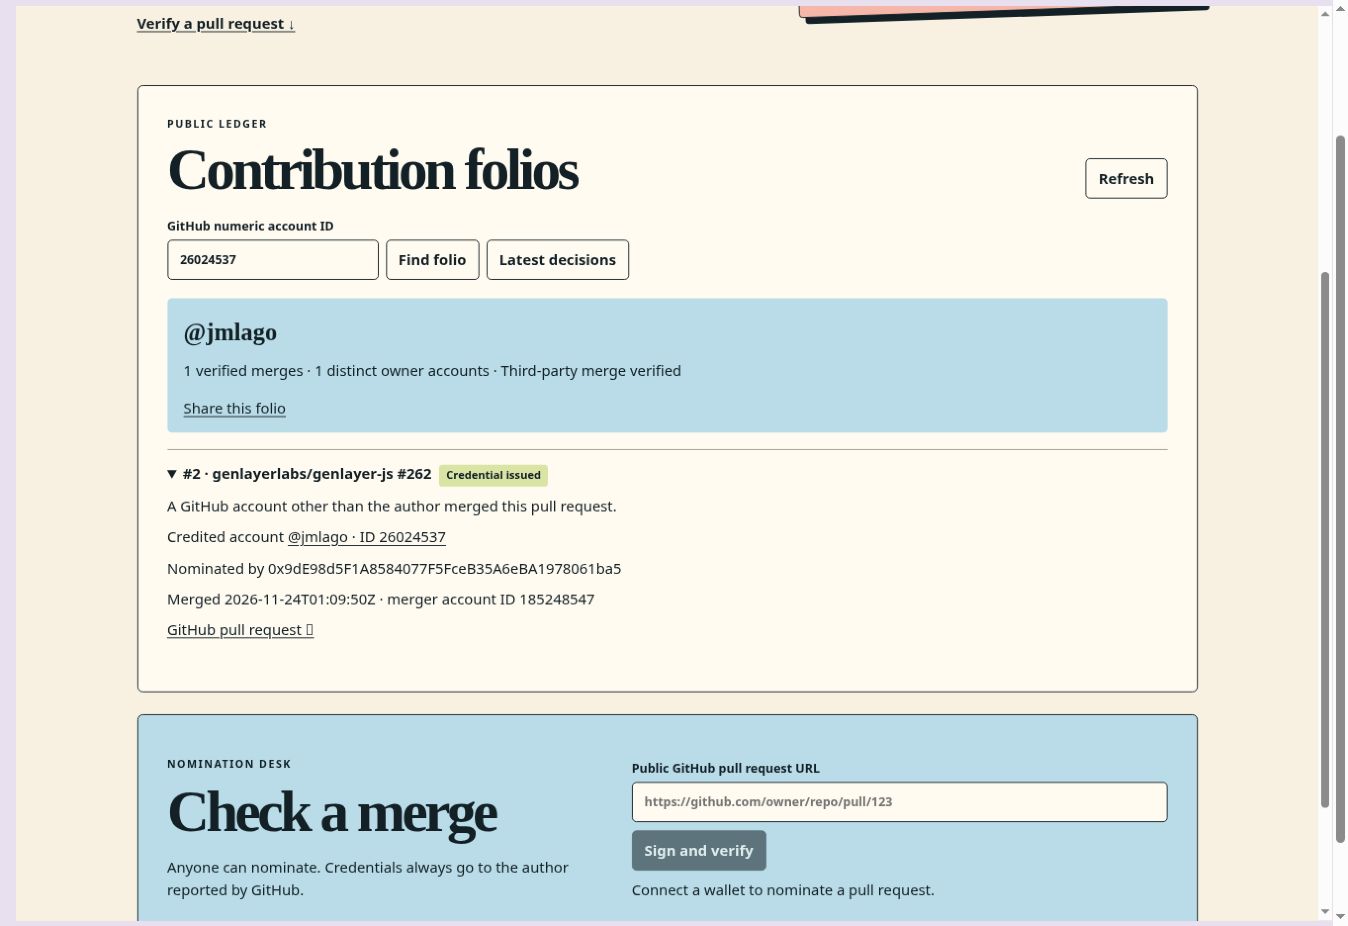 Verify a pull request ↓
PUBLIC LEDGER
Contribution folios
Refresh
GitHub numeric account ID
26024537
Find folio
Latest decisions
@jmlago
1 verified merges · 1 distinct owner accounts · Third-party merge verified
Share this folio
▼ #2 · genlayerlabs/genlayer-js #262 Credential issued
A GitHub account other than the author merged this pull request.
Credited account @jmlago · ID 26024537
Nominated by 0x9dE98d5F1A8584077F5FceB35A6eBA1978061ba5
Merged 2026-11-24T01:09:50Z · merger account ID 185248547
GitHub pull request
NOMINATION DESK
Check a merge
Anyone can nominate. Credentials always go to the author
reported by GitHub.
Public GitHub pull request URL
https://github.com/owner/repo/pull/123
Sign and verify
Connect a wallet to nominate a pull request.